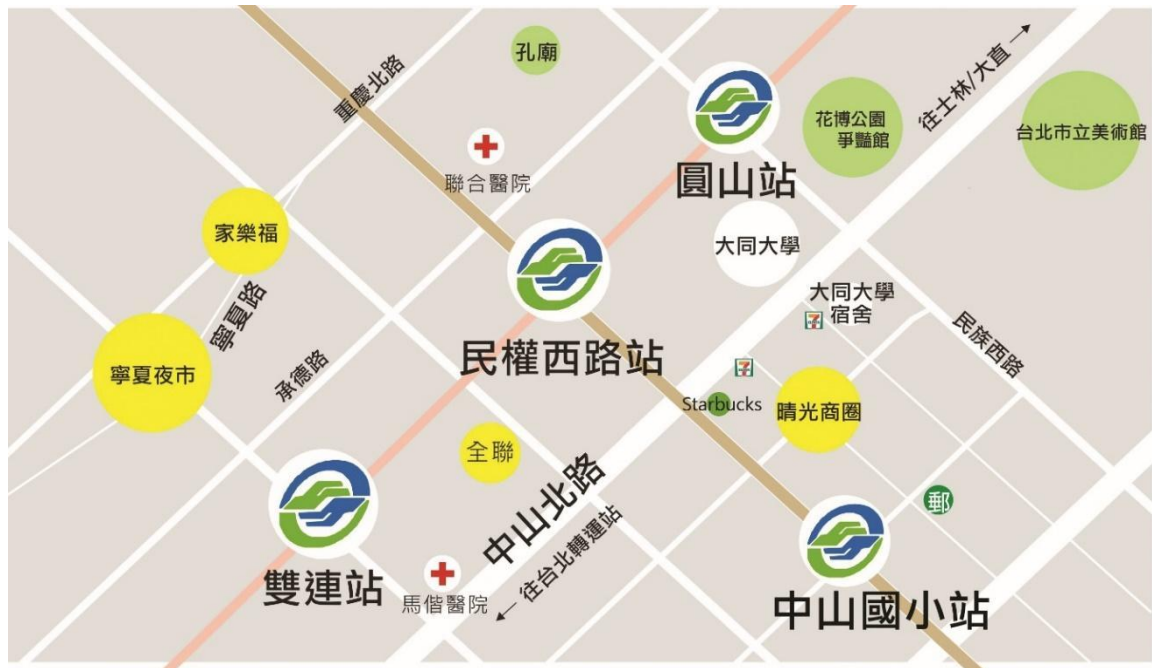 孔廟
重慶北路
往士林/大直 →
花博公園
爭豔館
台北市立美術館
聯合醫院
圓山站
家樂福
大同大學
寧夏路
大同大學
宿舍
7
民族西路
民權西路站
7
寧夏夜市
承德路
Starbucks
晴光商圈
全聯
中山北路
郵
← 往台北轉運站
雙連站
馬偕醫院
中山國小站